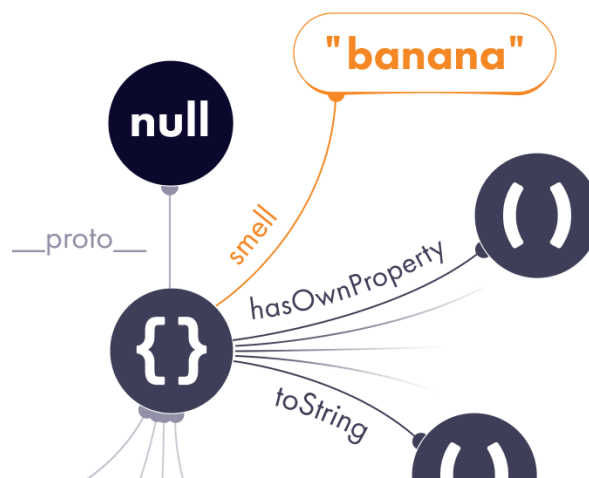 "banana"
null
smell
__proto__
hasOwnProperty
()
{}
toString
()